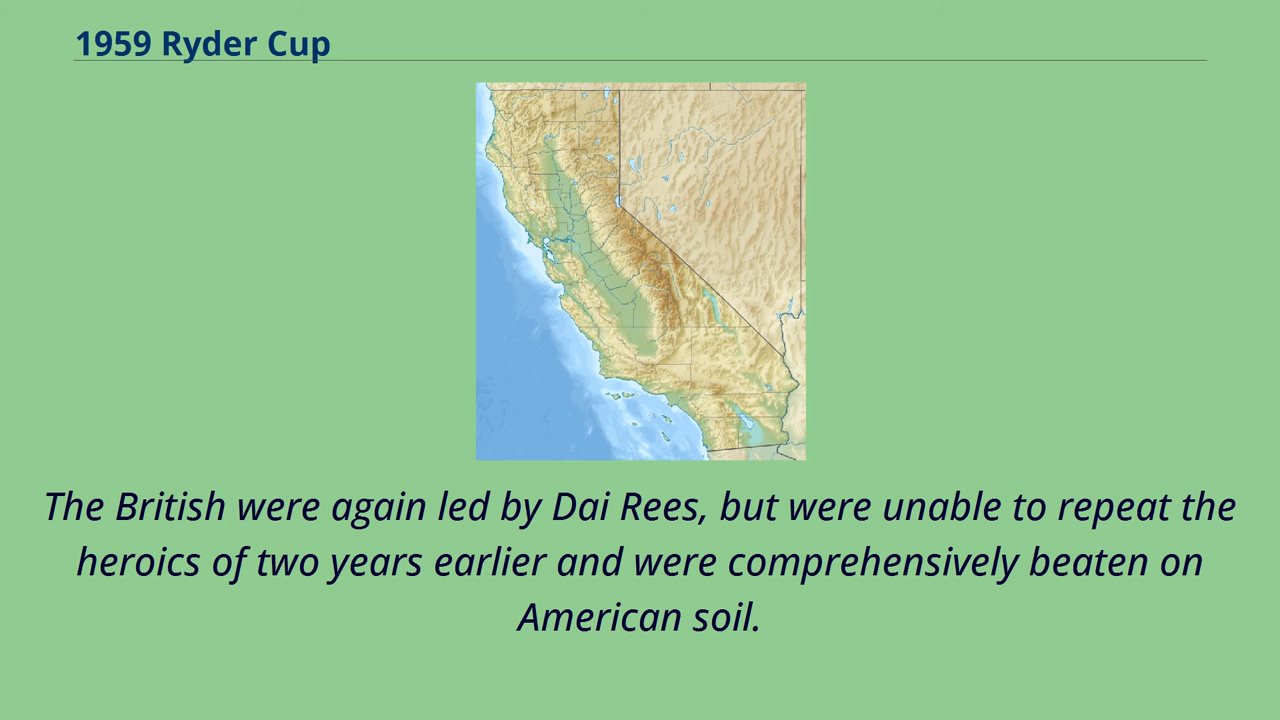 1959 Ryder Cup
The British were again led by Dai Rees, but were unable to repeat the
heroics of two years earlier and were comprehensively beaten on
American soil.